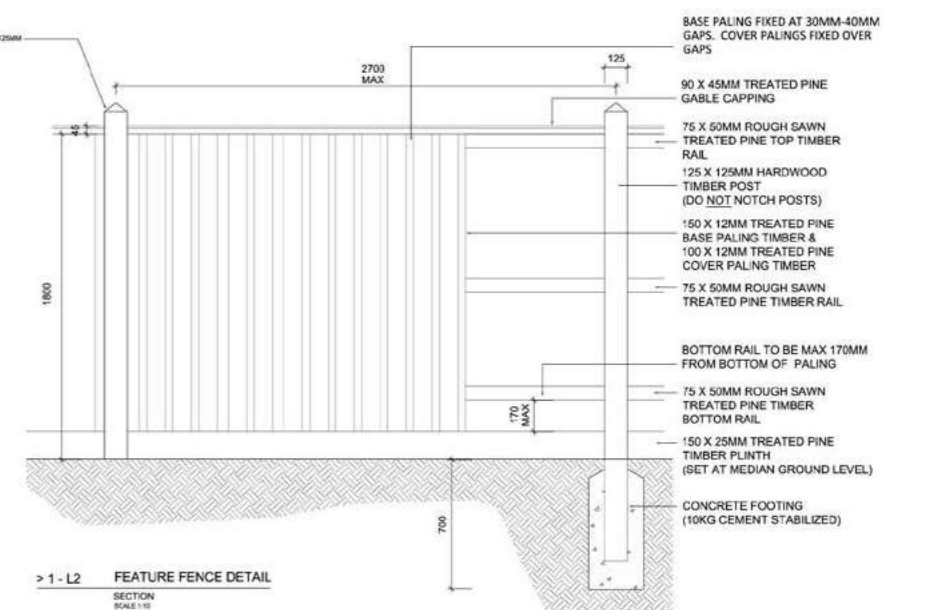 BASE PALING FIXED AT 30MM-40MM
GAPS.  COVER PALINGS FIXED OVER
GAPS
125MM
2700
MAX
125
90 X 45MM TREATED PINE
GABLE CAPPING
45
75 X 50MM ROUGH SAWN
TREATED PINE TOP TIMBER
RAIL
125 X 125MM HARDWOOD
TIMBER POST
(DO NOT NOTCH POSTS)
150 X 12MM TREATED PINE
BASE PALING TIMBER &
100 X 12MM TREATED PINE
COVER PALING TIMBER
1800
75 X 50MM ROUGH SAWN
TREATED PINE TIMBER RAIL
BOTTOM RAIL TO BE MAX 170MM
FROM BOTTOM OF  PALING
170
MAX
75 X 50MM ROUGH SAWN
TREATED PINE TIMBER
BOTTOM RAIL
150 X 25MM TREATED PINE
TIMBER PLINTH
(SET AT MEDIAN GROUND LEVEL)
700
CONCRETE FOOTING
(10KG CEMENT STABILIZED)
> 1 - L2 FEATURE FENCE DETAIL
SECTION
SCALE 1:10